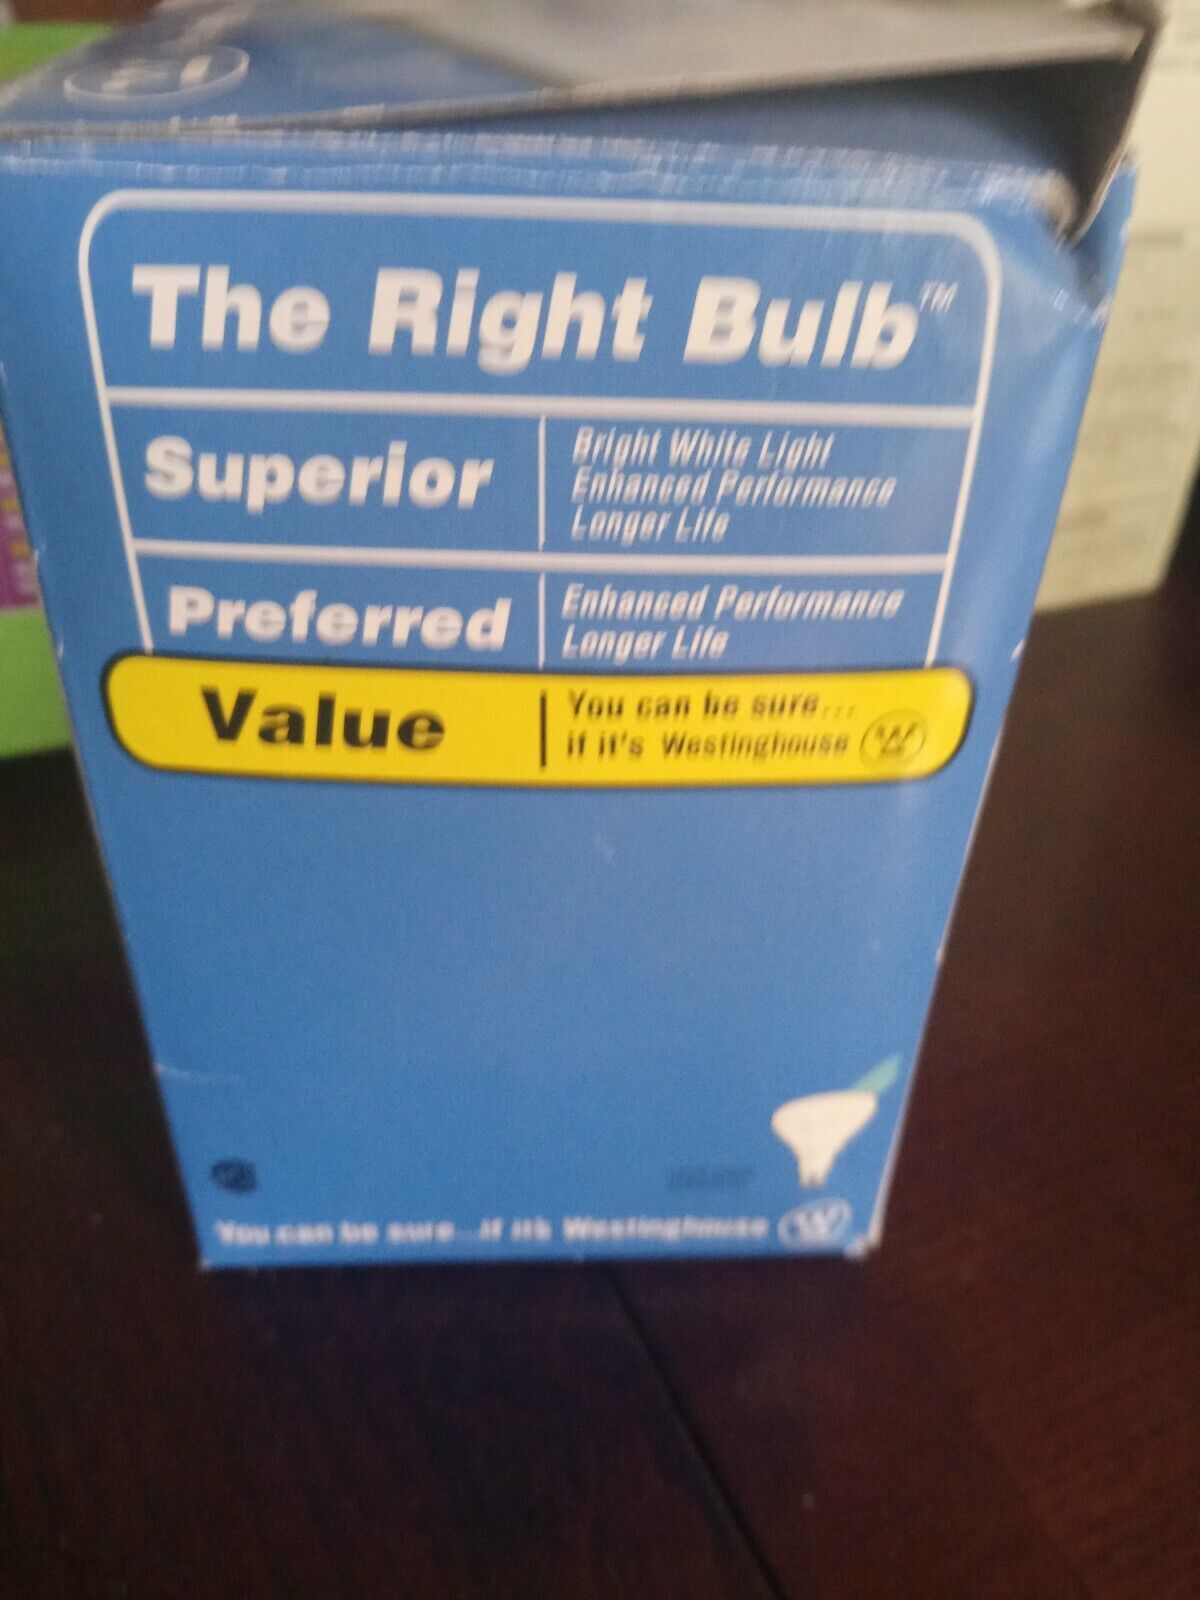 The Right Bulb™
Superior
Bright White Light
Enhanced Performance
Longer Life
Preferred
Enhanced Performance
Longer Life
Value
You can be sure...
if it's Westinghouse W
You can be sure...if it's Westinghouse W